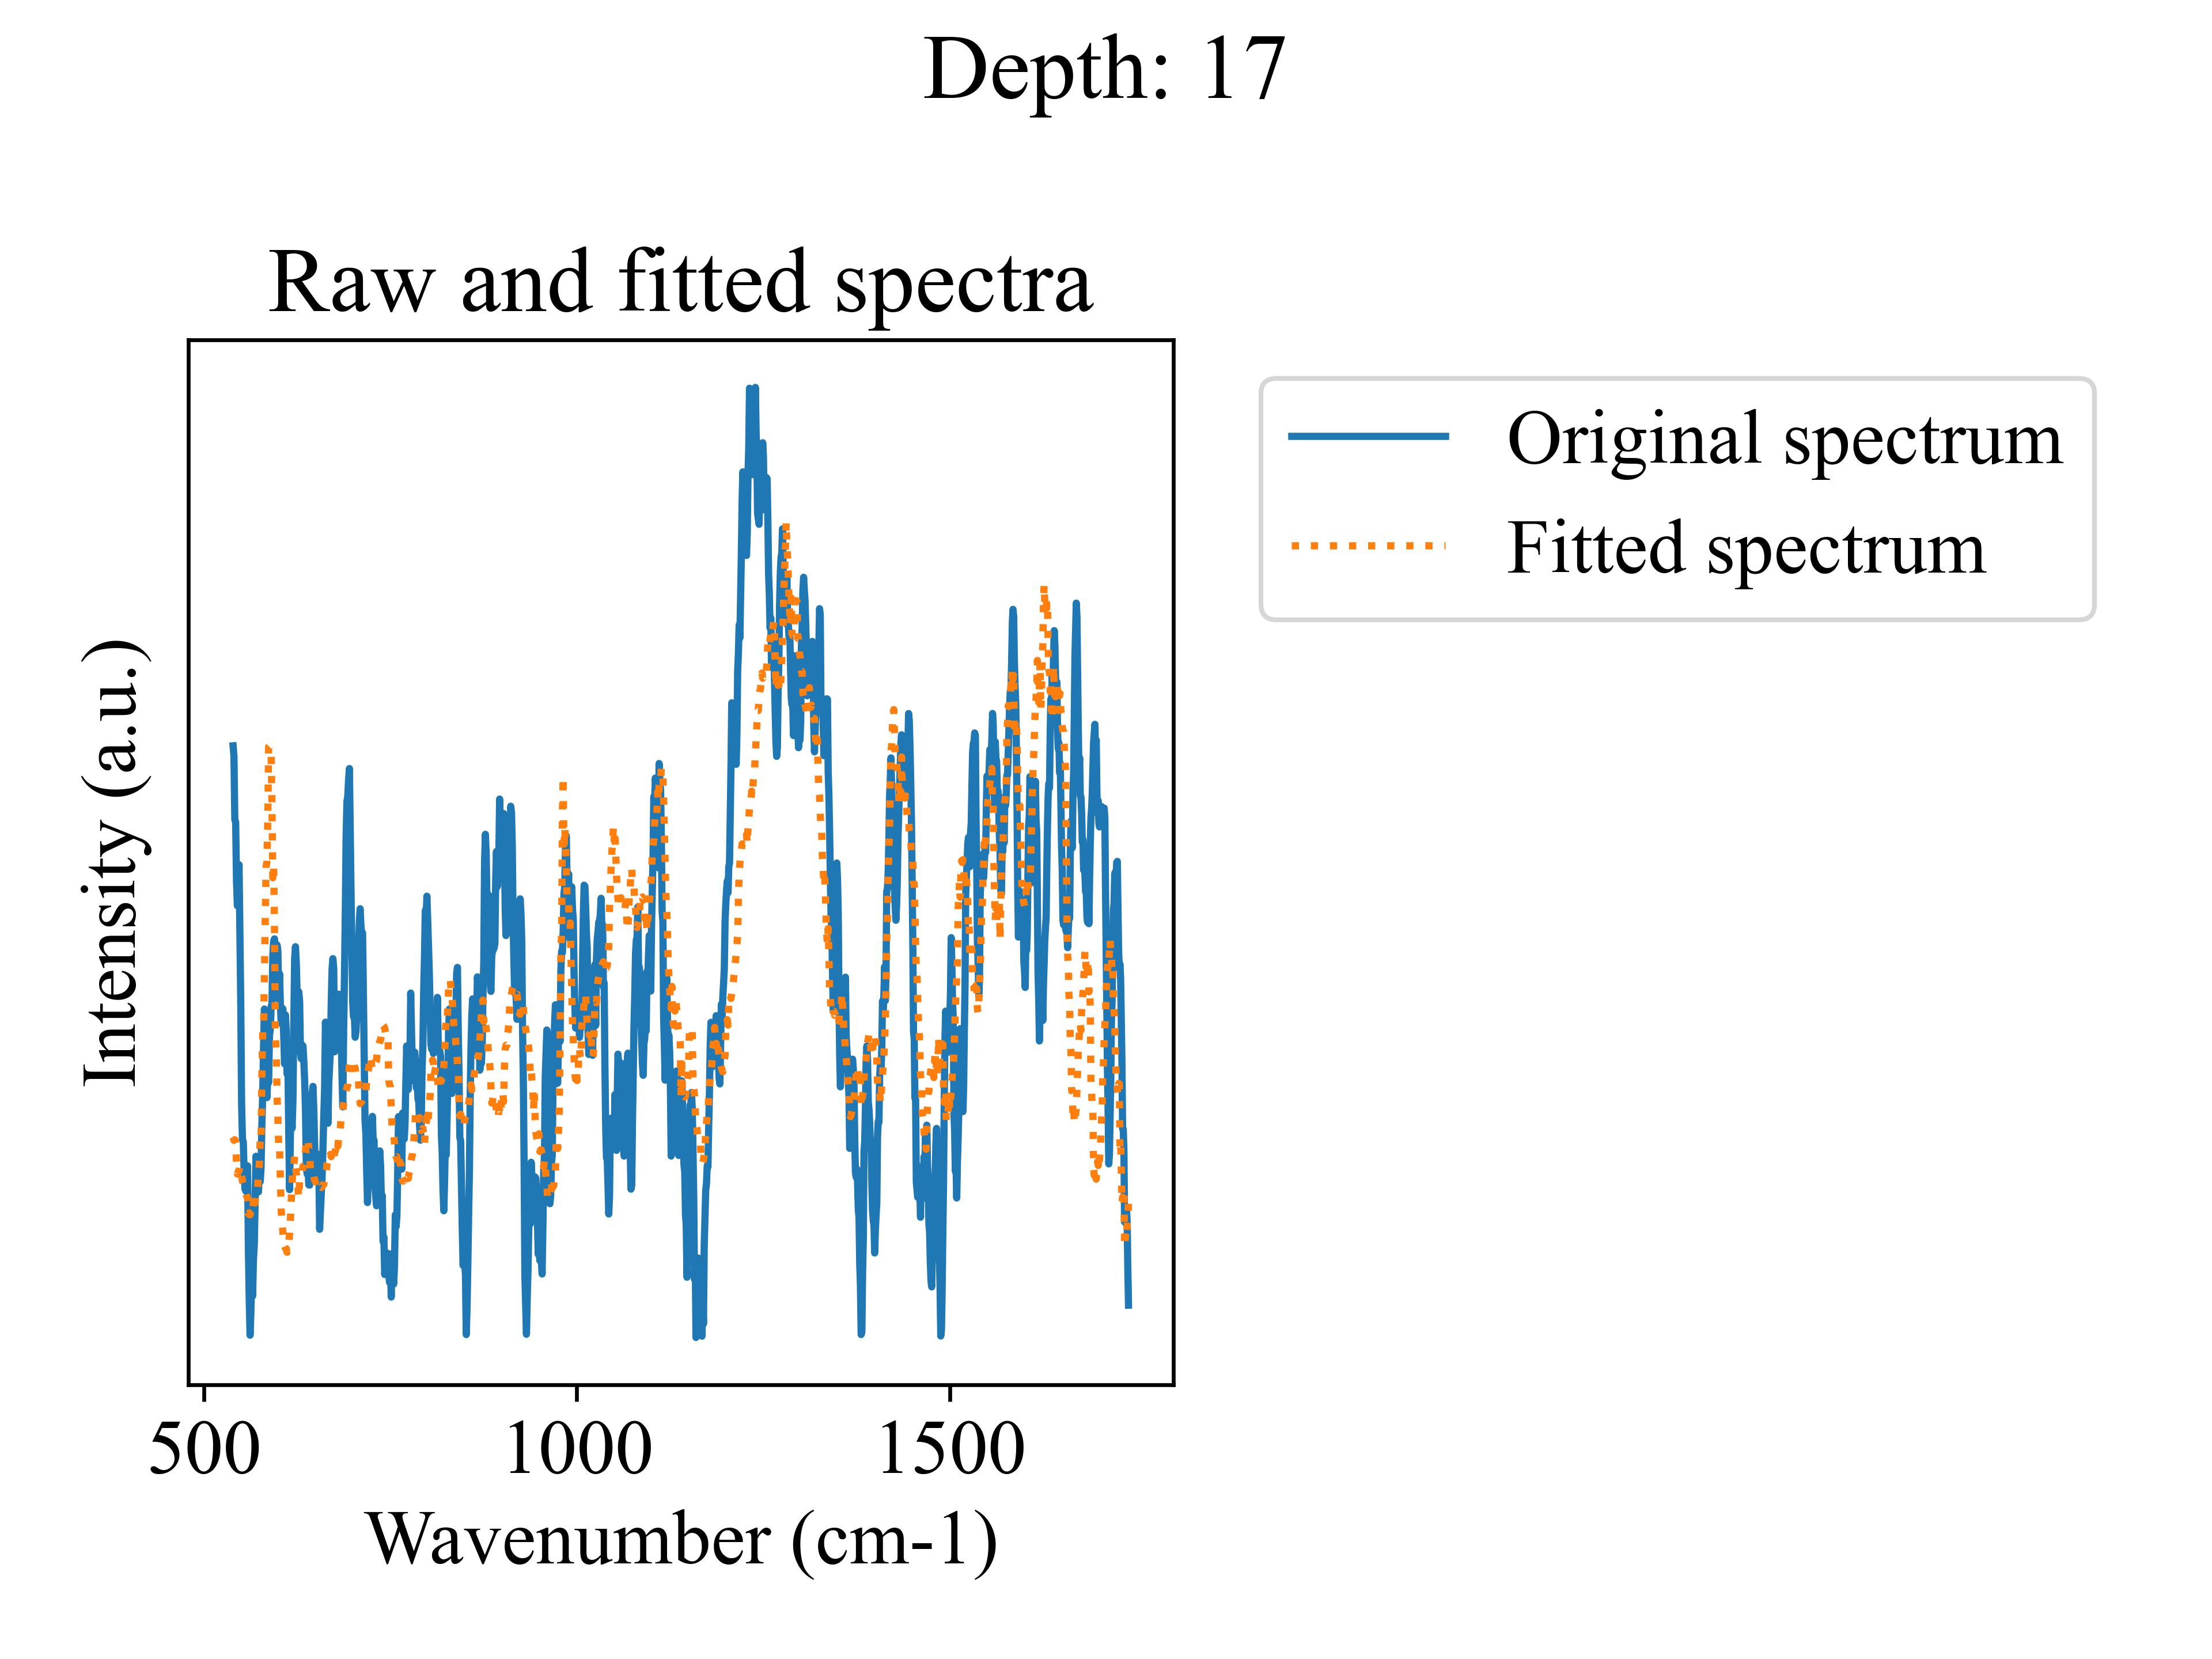 Depth: 17
Raw and fitted spectra
Original spectrum
Fitted spectrum
Intensity (a.u.)
500 1000 1500
Wavenumber (cm-1)